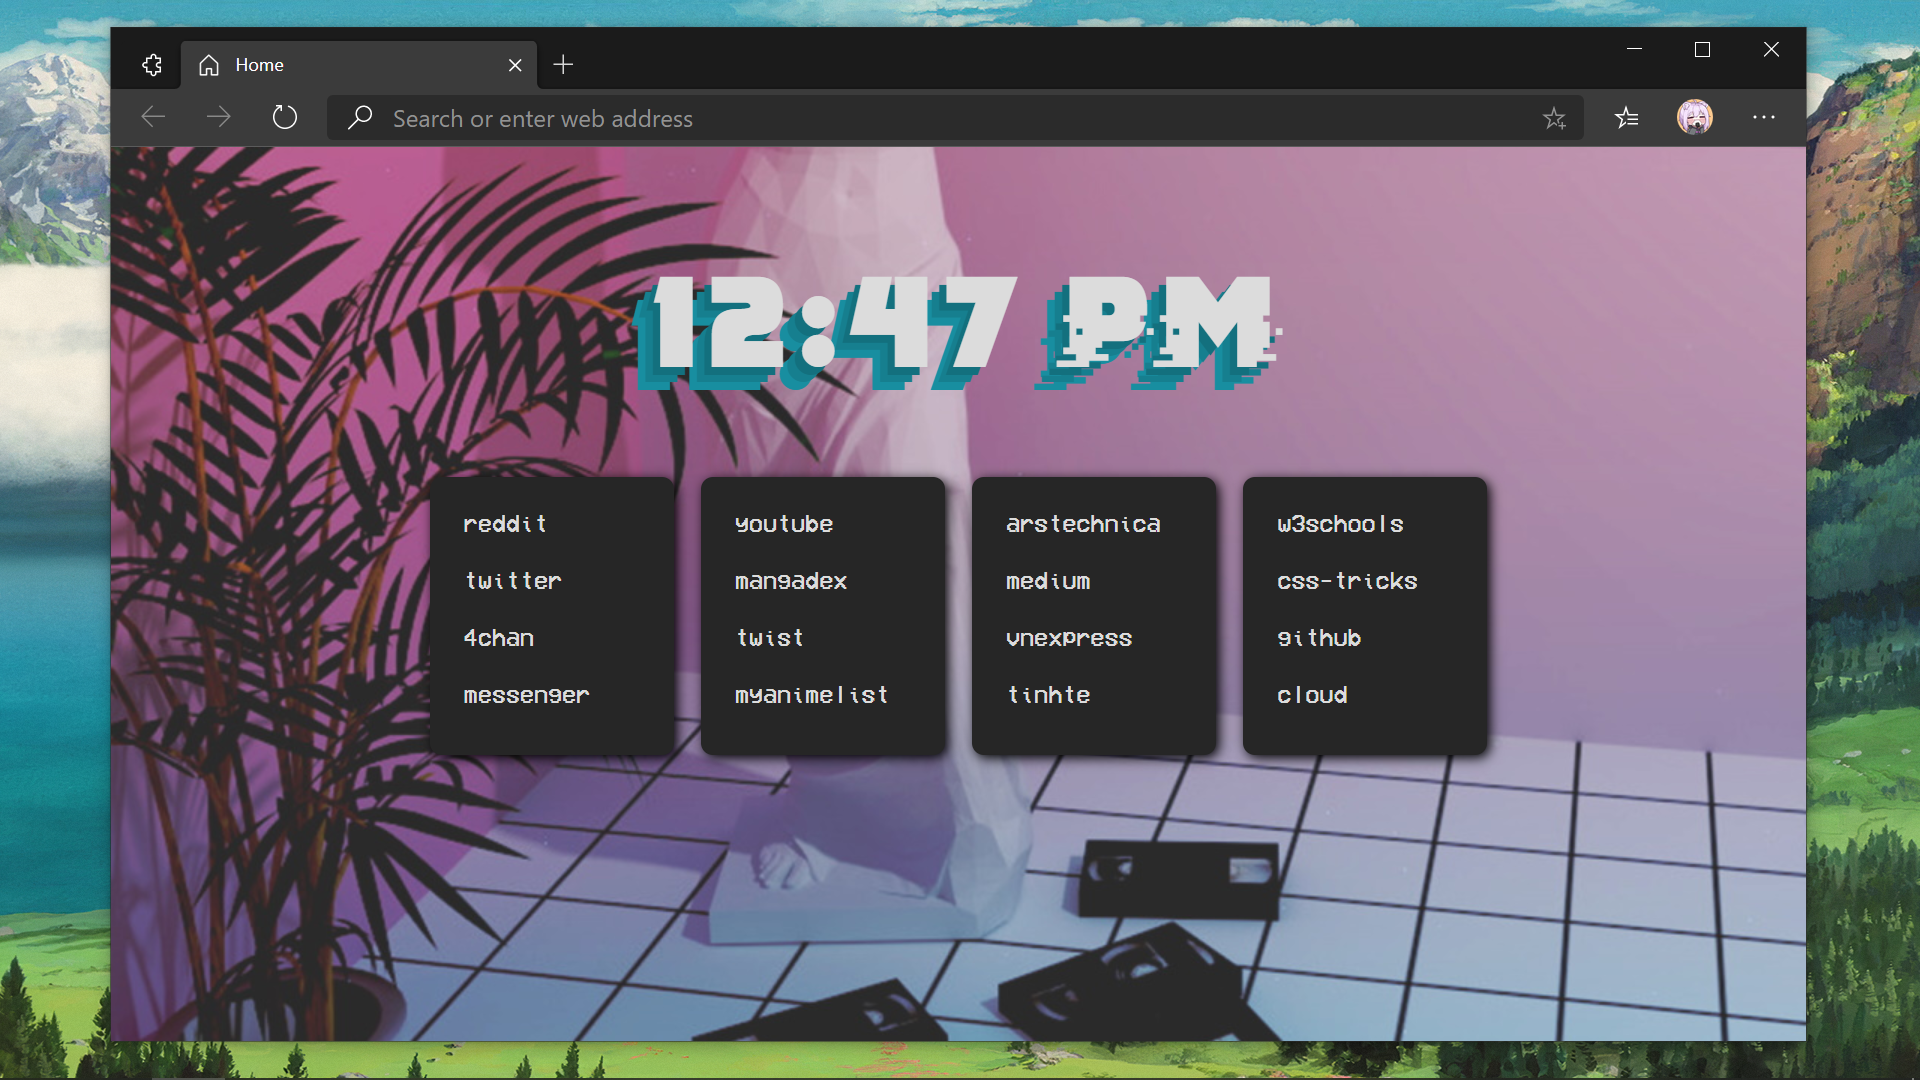 Home
Search or enter web address
12:47 PM
reddit
twitter
4chan
messenger
youtube
mangadex
twist
myanimelist
arstechnica
medium
vnexpress
tinhte
w3schools
css-tricks
github
cloud